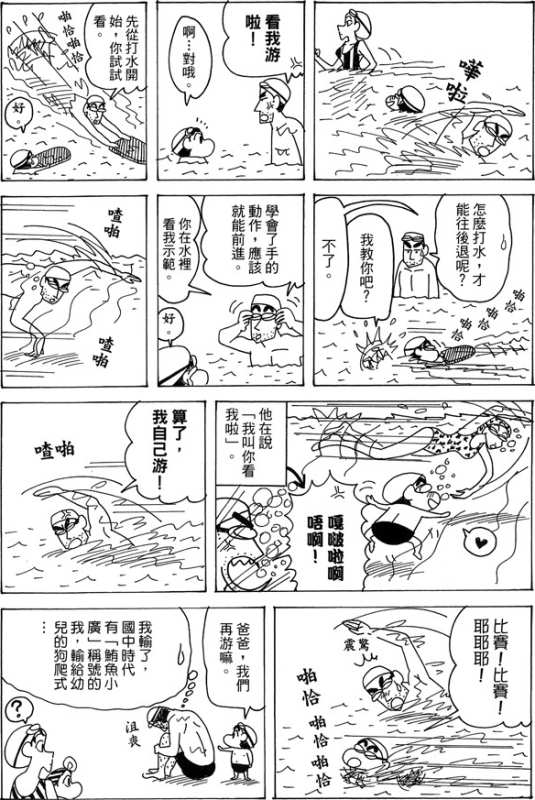 嘩
啦
看我游
啦!
啊…對哦。
先從打水開
始,你試試
看。
啪恰啪恰
好。
怎麼打水,才
能往後退呢?
我教你吧?
不了。
啪恰
啪恰
啪恰
學會了手的
動作,應該
就能前進。
你在水裡
看我示範。
好。
喳啪
喳啪
嘎啵啦啊
唔啊!
他在說
「我叫你看
我啦」。
算了,
我自己游!
喳啪
比賽!比賽!
耶耶耶!
震驚
啪恰
啪恰
啪恰
爸爸,我們
再游嘛。
我輸了,
國中時代
有「鮪魚小
廣」稱號的
我,輸給幼
兒的狗爬式
…
沮喪
?